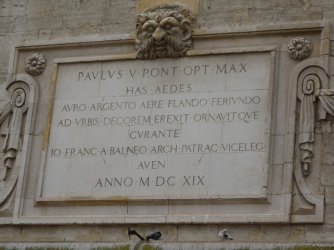 PAVLVS V PONT OPT MAX
HAS AEDES
AVRO ARGENTO AERE FLANDO FERIVNDO
AD VRBIS DECOREM EREXIT ORNAVITQVE
CVRANTE
IO FRANC A BALNEO ARCH PATRAC VICELEG
AVEN
ANNO M DC XIX